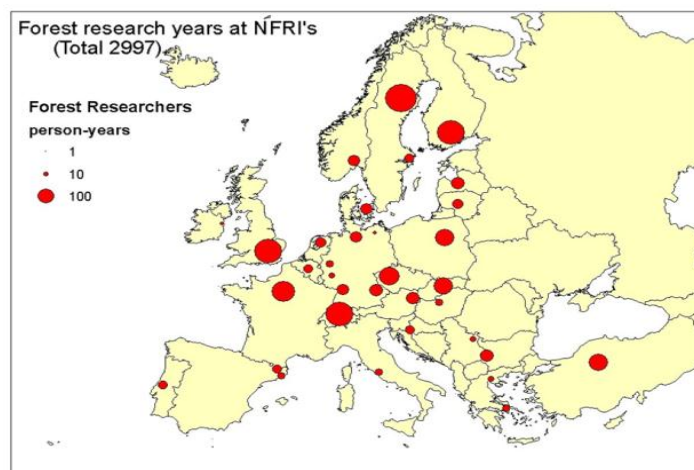 Forest research years at NFRI's
(Total 2997)
Forest Researchers
person-years
1
10
100